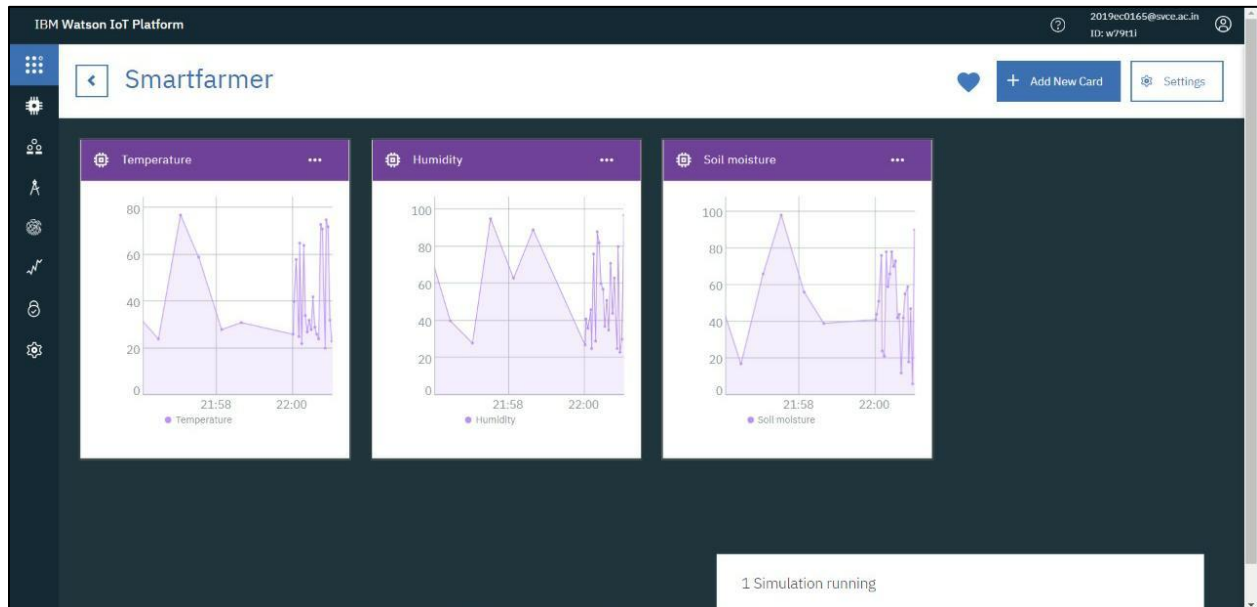 IBM Watson IoT Platform
2019ec0165@svce.ac.in
ID: w79t1i
Smartfarmer
+ Add New Card
Settings
Temperature
80
60
40
20
0
21:58 22:00
Temperature
Humidity
100
80
60
40
20
0
21:58 22:00
Humidity
Soil moisture
100
80
60
40
20
0
21:58 22:00
Soil moisture
1 Simulation running